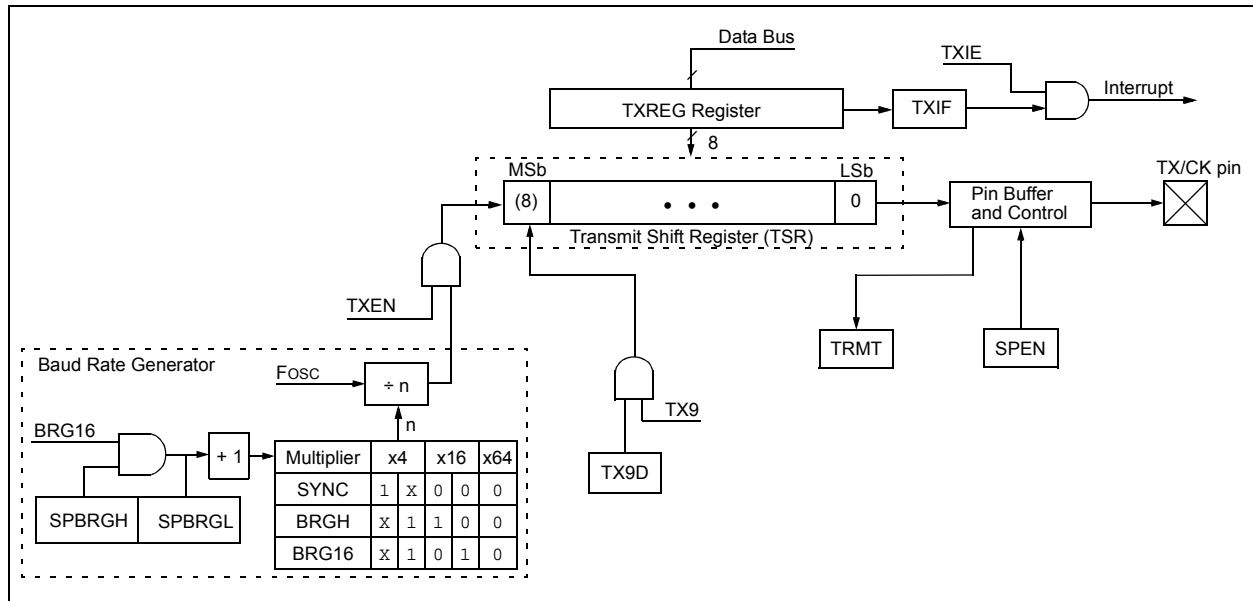 Data Bus
TXIE
Interrupt
TXREG Register
TXIF
8
MSb
LSb
TX/CK pin
(8)
• • •
0
Pin Buffer
and Control
Transmit Shift Register (TSR)
TXEN
TRMT
SPEN
Baud Rate Generator
FOSC
÷ n
TX9
BRG16
n
+ 1
Multiplier x4 x16 x64
TX9D
SYNC 1 X 0 0 0
SPBRGH SPBRGL
BRGH X 1 1 0 0
BRG16 X 1 0 1 0